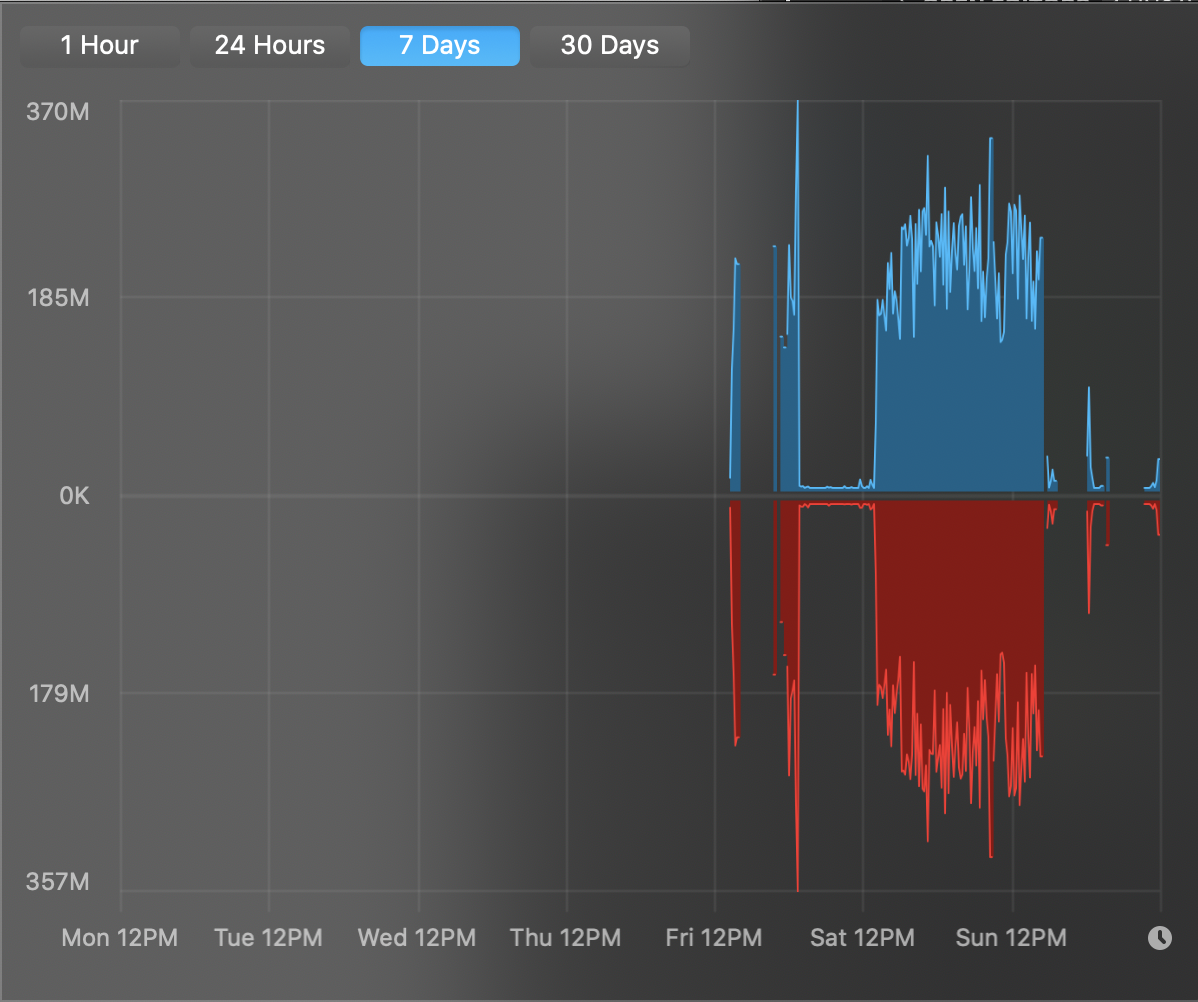 1 Hour 24 Hours 7 Days 30 Days
370M
185M
0K
179M
357M
Mon 12PM Tue 12PM Wed 12PM Thu 12PM Fri 12PM Sat 12PM Sun 12PM